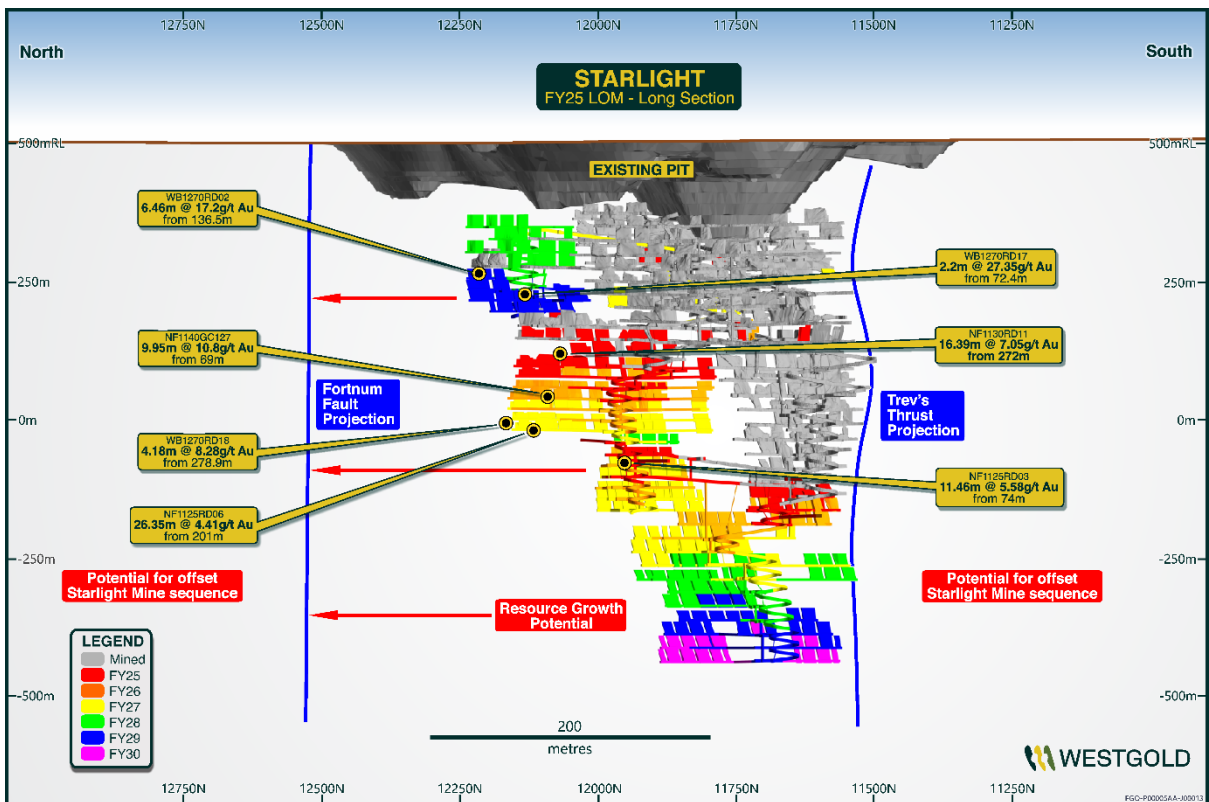 12750N 12500N 12250N 12000N 11750N 11500N 11250N
North
South
STARLIGHT
FY25 LOM - Long Section
500mRL
500mRL
EXISTING PIT
WB1270RD02
6.46m @ 17.2g/t Au
from 136.5m
WB1270RD17
2.2m @ 27.35g/t Au
from 72.4m
250m
250m
NF1140GC127
9.95m @ 10.8g/t Au
from 69m
NF1130RD11
16.39m @ 7.05g/t Au
from 272m
Fortnum
Fault
Projection
Trev's
Thrust
Projection
0m
0m
WB1270RD18
4.18m @ 8.28g/t Au
from 278.9m
NF1125RD03
11.46m @ 5.58g/t Au
from 74m
NF1125RD06
26.35m @ 4.41g/t Au
from 201m
-250m
-250m
Potential for offset
Starlight Mine sequence
Potential for offset
Starlight Mine sequence
Resource Growth
Potential
LEGEND
Mined
FY25
FY26
FY27
FY28
FY29
FY30
-500m
-500m
200
metres
WESTGOLD
12750N 12500N 12250N 12000N 11750N 11500N 11250N
FGO-P00005AA-J00013